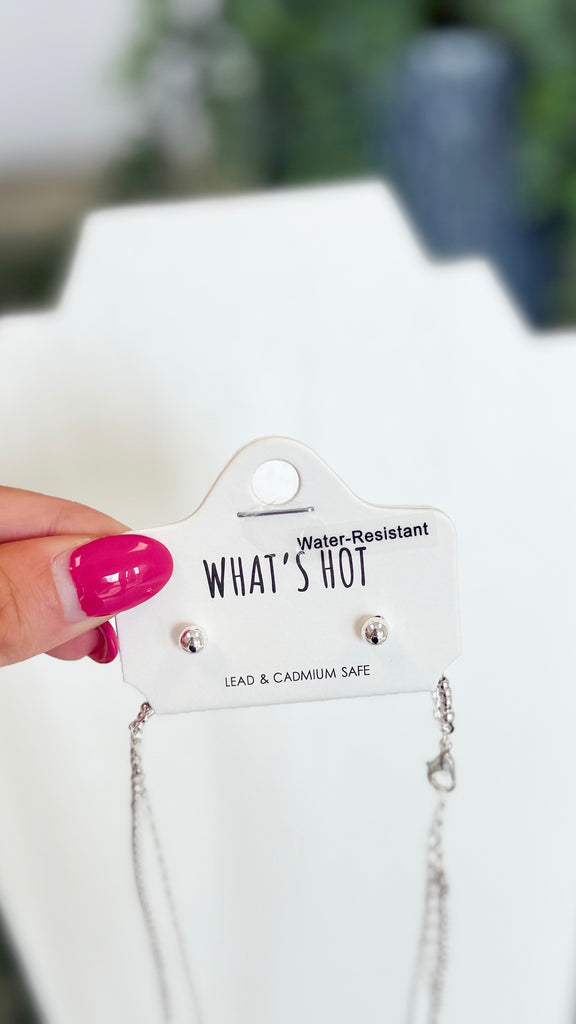 Water-Resistant
WHAT'S HOT
LEAD & CADMIUM SAFE